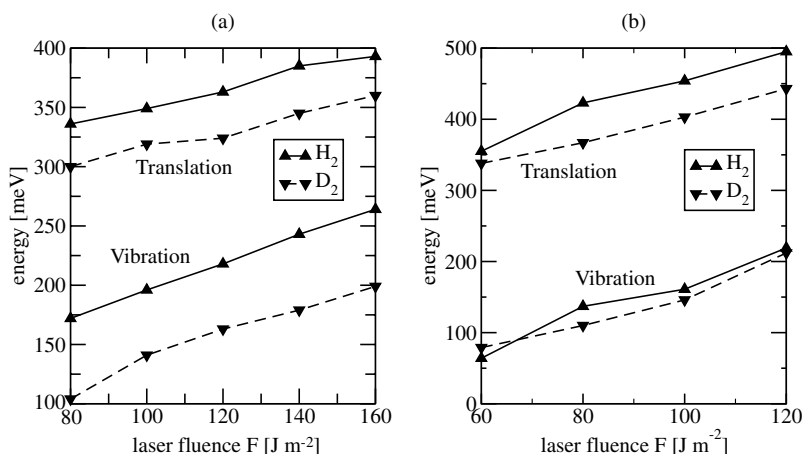 (a)
400
350
300
250
200
150
100
energy [meV]
Translation
H2
D2
Vibration
80 100 120 140 160
laser fluence F [J m-2]
(b)
500
400
300
200
100
0
energy [meV]
Translation
H2
D2
Vibration
60 80 100 120
laser fluence F [J m-2]